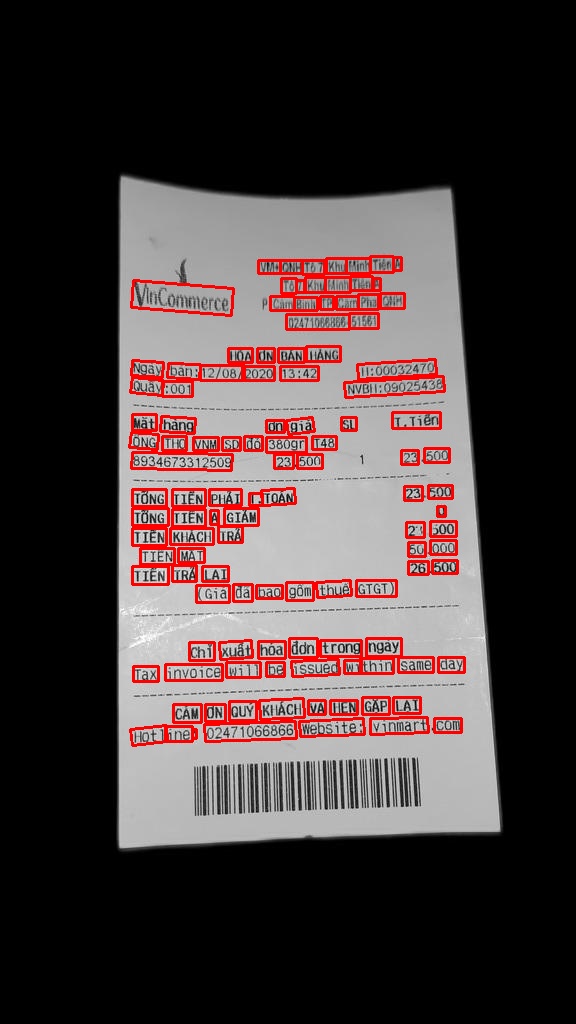 VinCommerce
VM+ QNH Tổ 7 Khu Minh Tiến A
Tổ 7 Khu Minh Tiến A
P. Cẩm Bình TP. Cẩm Phả QNH
02471066866-51561
HÓA ĐƠN BÁN HÀNG
Ngày bán:12/08/2020 13:42 H:00032470
Quầy:001 NVBH:09025438
Mặt hàng Đơn giá SL T.Tiền
ÔNG THỌ VNM SD đỏ 380gr T48
8934673312509 23.500 1 23.500
TỔNG TIỀN PHẢI T.TOÁN 23.500
TỔNG TIỀN ĐÃ GIẢM 0
TIỀN KHÁCH TRẢ 23.500
TIỀN MẶT 50.000
TIỀN TRẢ LẠI 26.500
(Giá đã bao gồm thuế GTGT)
Chỉ xuất hóa đơn trong ngày
Tax invoice will be issued within same day
CẢM ƠN QUÝ KHÁCH VÀ HẸN GẶP LẠI
Hotline: 02471066866 Website: vinmart.com